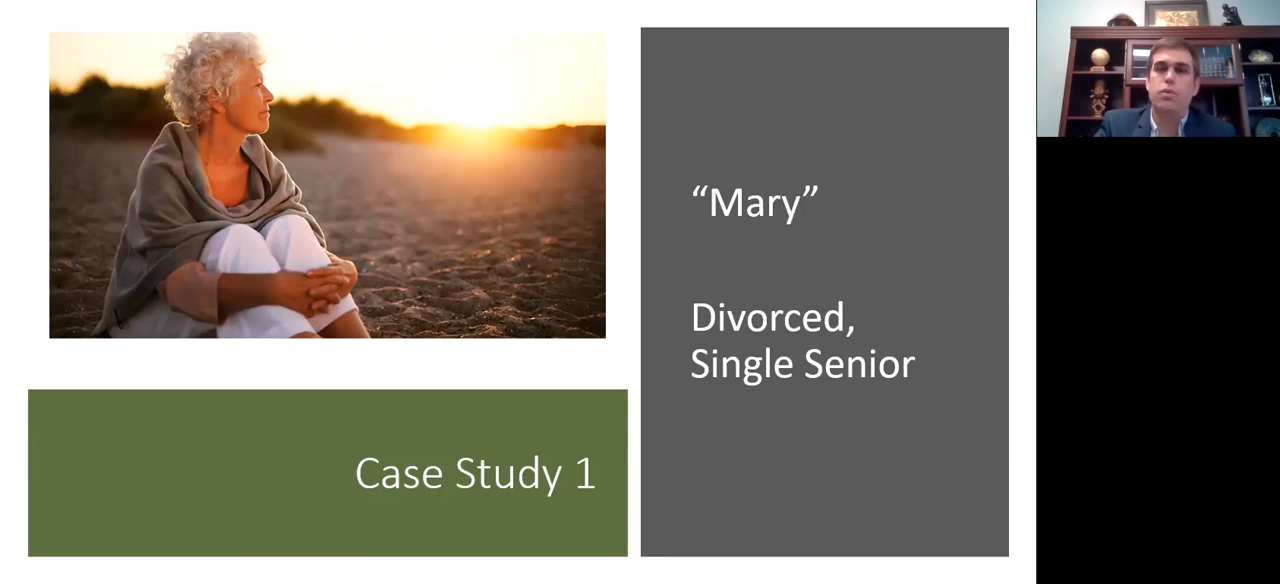 “Mary”
Divorced,
Single Senior
Case Study 1